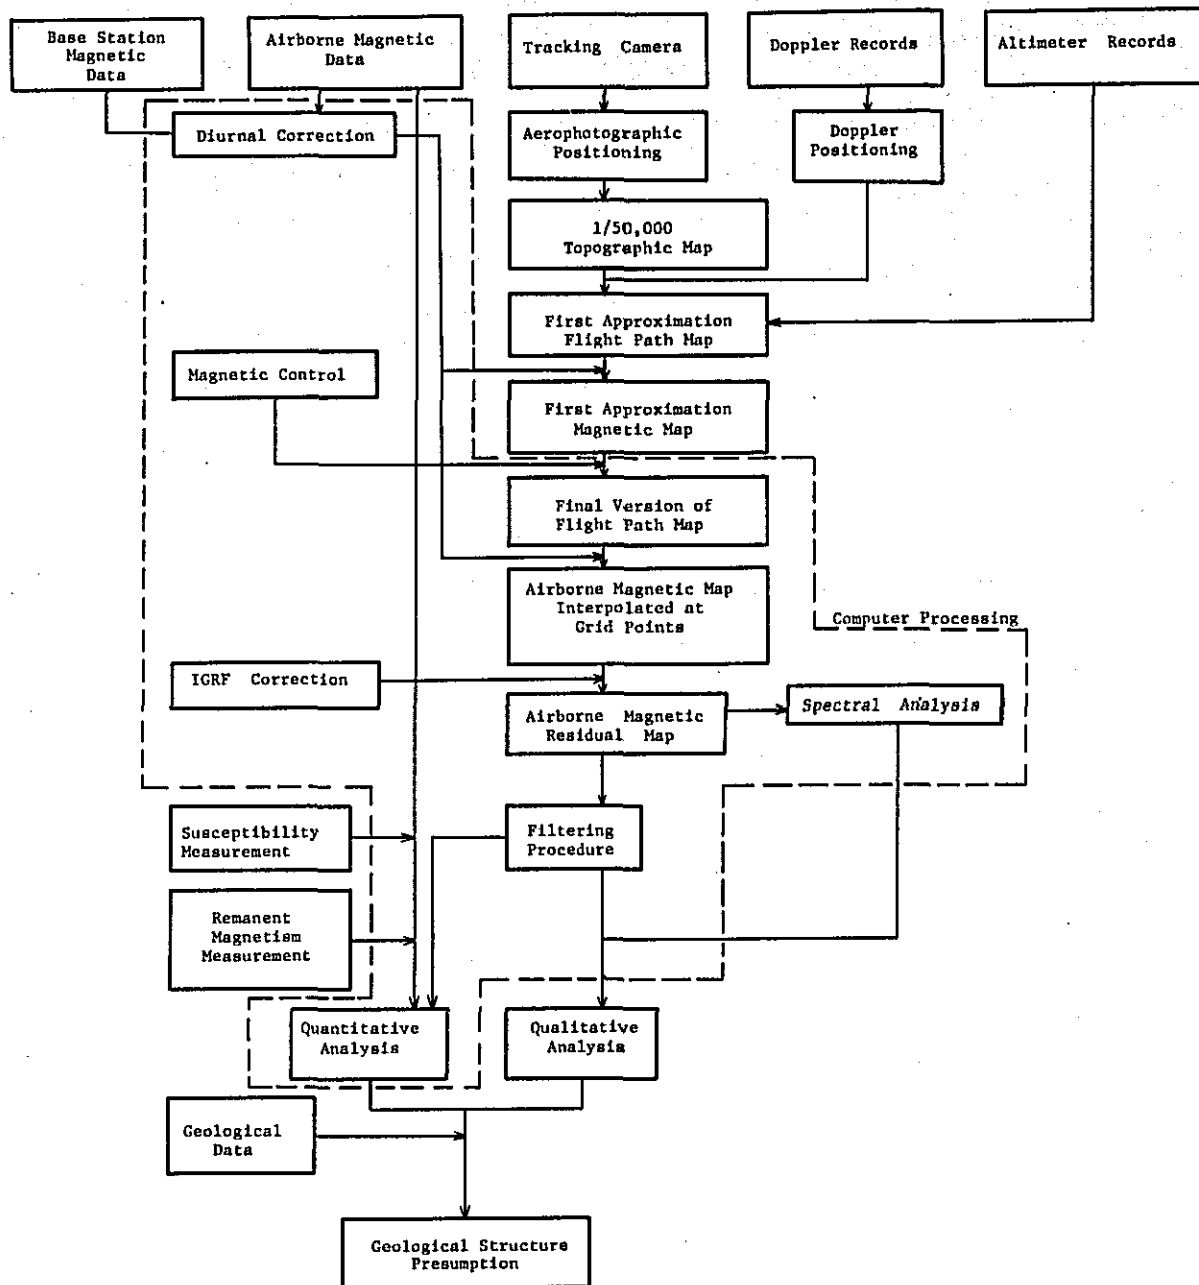 Base Station
Magnetic
Data
Airborne Magnetic
Data
Tracking Camera
Doppler Records
Altimeter Records
Diurnal Correction
Aerophotographic
Positioning
Doppler
Positioning
1/50,000
Topographic Map
First Approximation
Flight Path Map
Magnetic Control
First Approximation
Magnetic Map
Final Version of
Flight Path Map
Airborne Magnetic Map
Interpolated at
Grid Points
Computer Processing
IGRF Correction
Airborne Magnetic
Residual Map
Spectral Analysis
Susceptibility
Measurement
Filtering
Procedure
Remanent
Magnetism
Measurement
Quantitative
Analysis
Qualitative
Analysis
Geological
Data
Geological Structure
Presumption